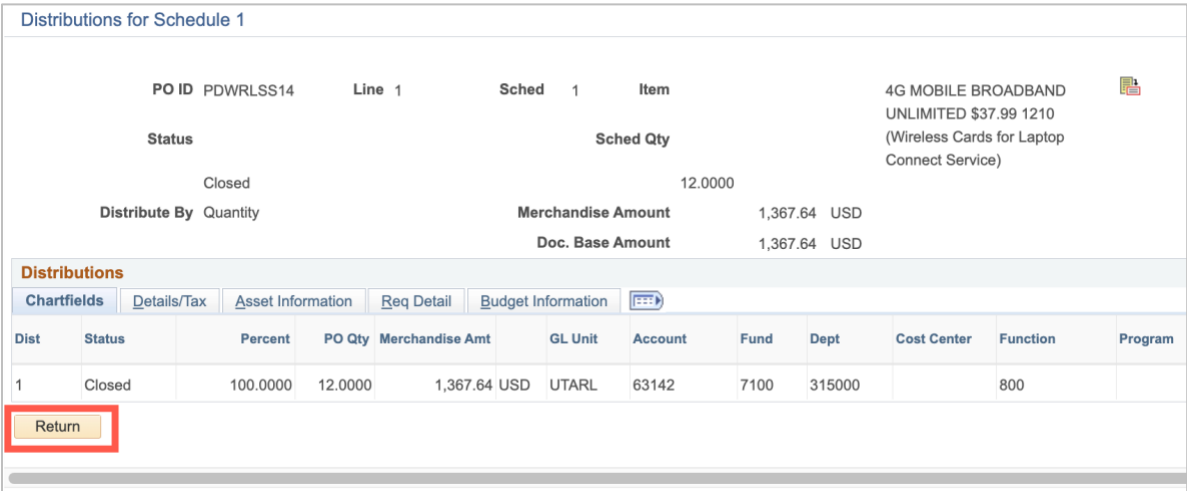 Distributions for Schedule 1
PO ID PDWRLSS14 Line 1 Sched 1 Item 4G MOBILE BROADBAND
UNLIMITED $37.99 1210
Status Sched Qty (Wireless Cards for Laptop
Connect Service)
Closed 12.0000
Distribute By Quantity Merchandise Amount 1,367.64 USD
Doc. Base Amount 1,367.64 USD
Distributions
Chartfields Details/Tax Asset Information Req Detail Budget Information
Dist Status Percent PO Qty Merchandise Amt GL Unit Account Fund Dept Cost Center Function Program
1 Closed 100.0000 12.0000 1,367.64 USD UTARL 63142 7100 315000 800
Return